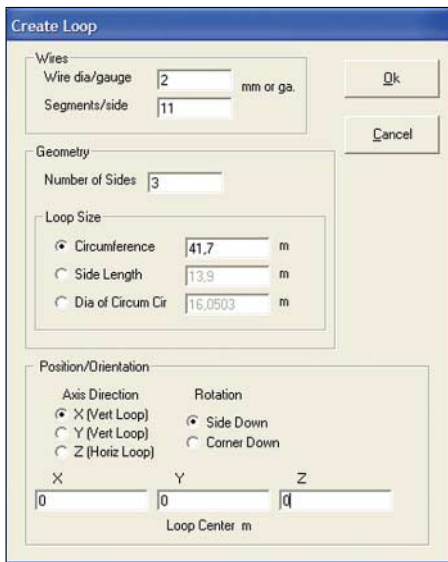 Create Loop
Wires
Wire dia/gauge 2 mm or ga.
Segments/side 11
Ok
Cancel
Geometry
Number of Sides 3
Loop Size
Circumference 41,7 m
Side Length 13,9 m
Dia of Circum Cir 16,0503 m
Position/Orientation
Axis Direction Rotation
X (Vert Loop) Side Down
Y (Vert Loop) Corner Down
Z (Horiz Loop)
X Y Z
0 0 0
Loop Center m